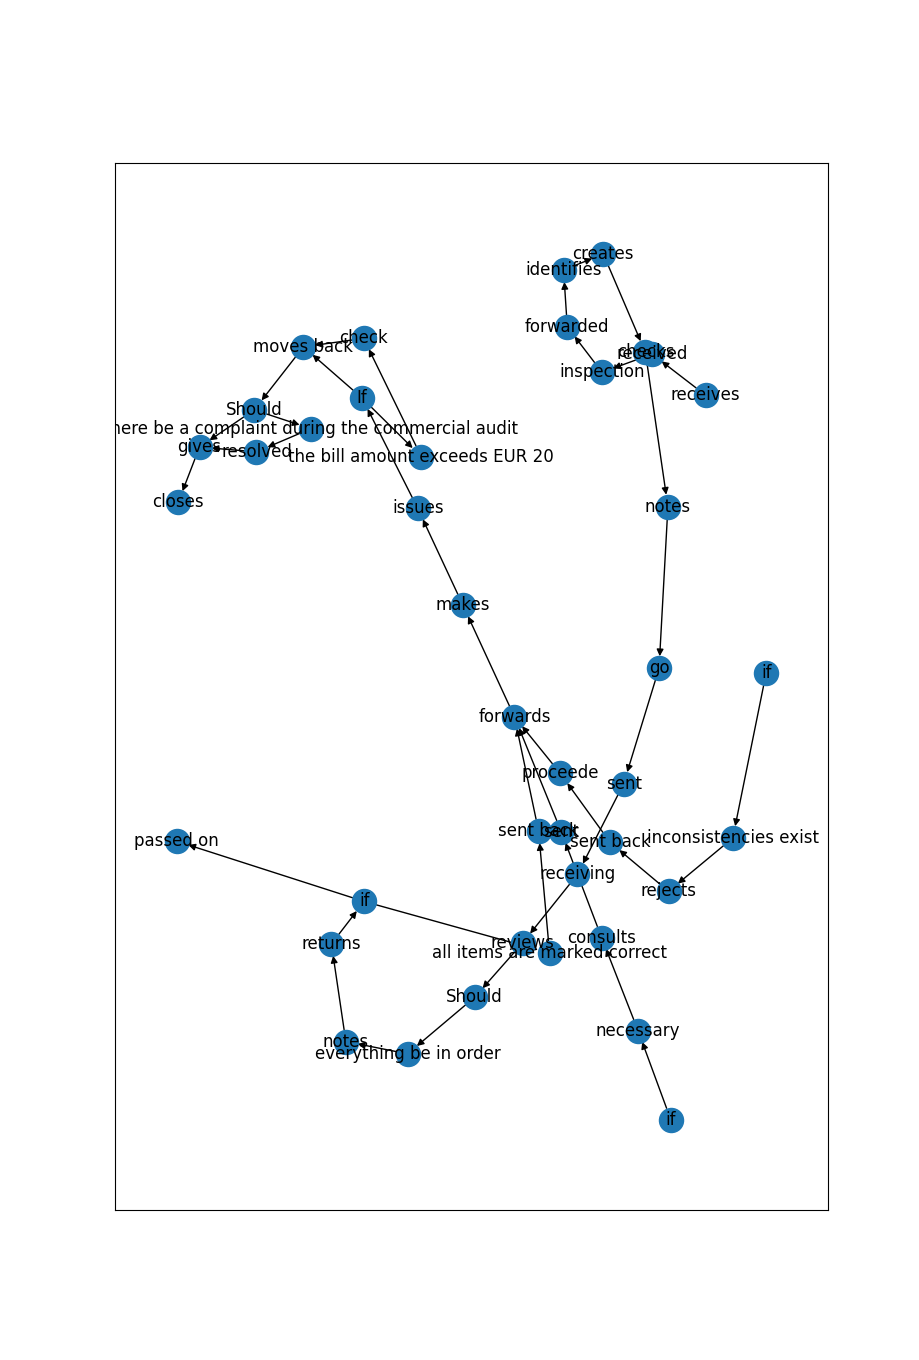 creates
identifies
forwarded
check
moves back
checks
received
inspection
receives
If
Should
here be a complaint during the commercial audit
gives
resolved
the bill amount exceeds EUR 20
closes
issues
notes
makes
go
if
forwards
proceede
sent
passed on
sent back
sent
sent back
inconsistencies exist
receiving
rejects
if
returns
reviews
consults
all items are marked correct
Should
necessary
notes
everything be in order
if